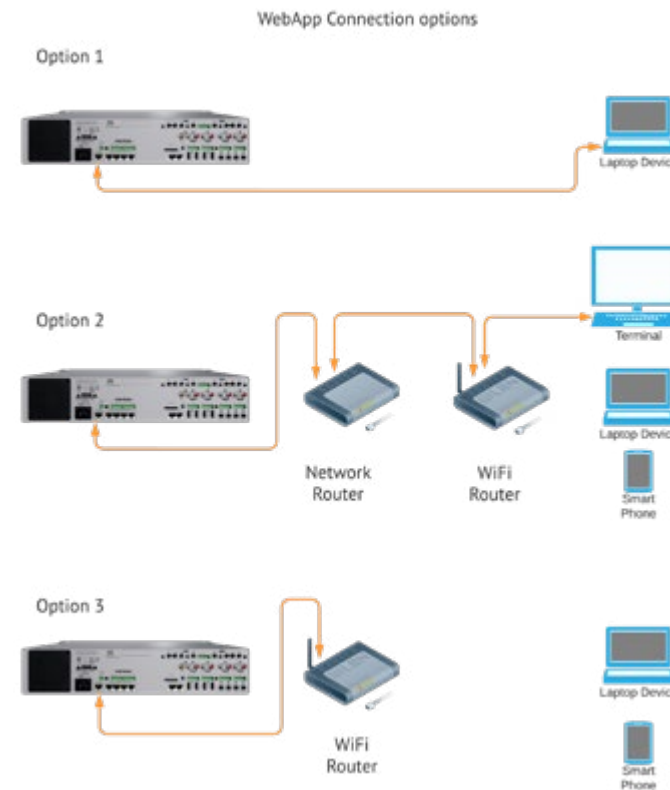 WebApp Connection options
Option 1
Laptop Devic
Option 2
Terminal
Laptop Devic
Network
Router
WiFi
Router
Smart
Phone
Option 3
Laptop Devic
WiFi
Router
Smart
Phone